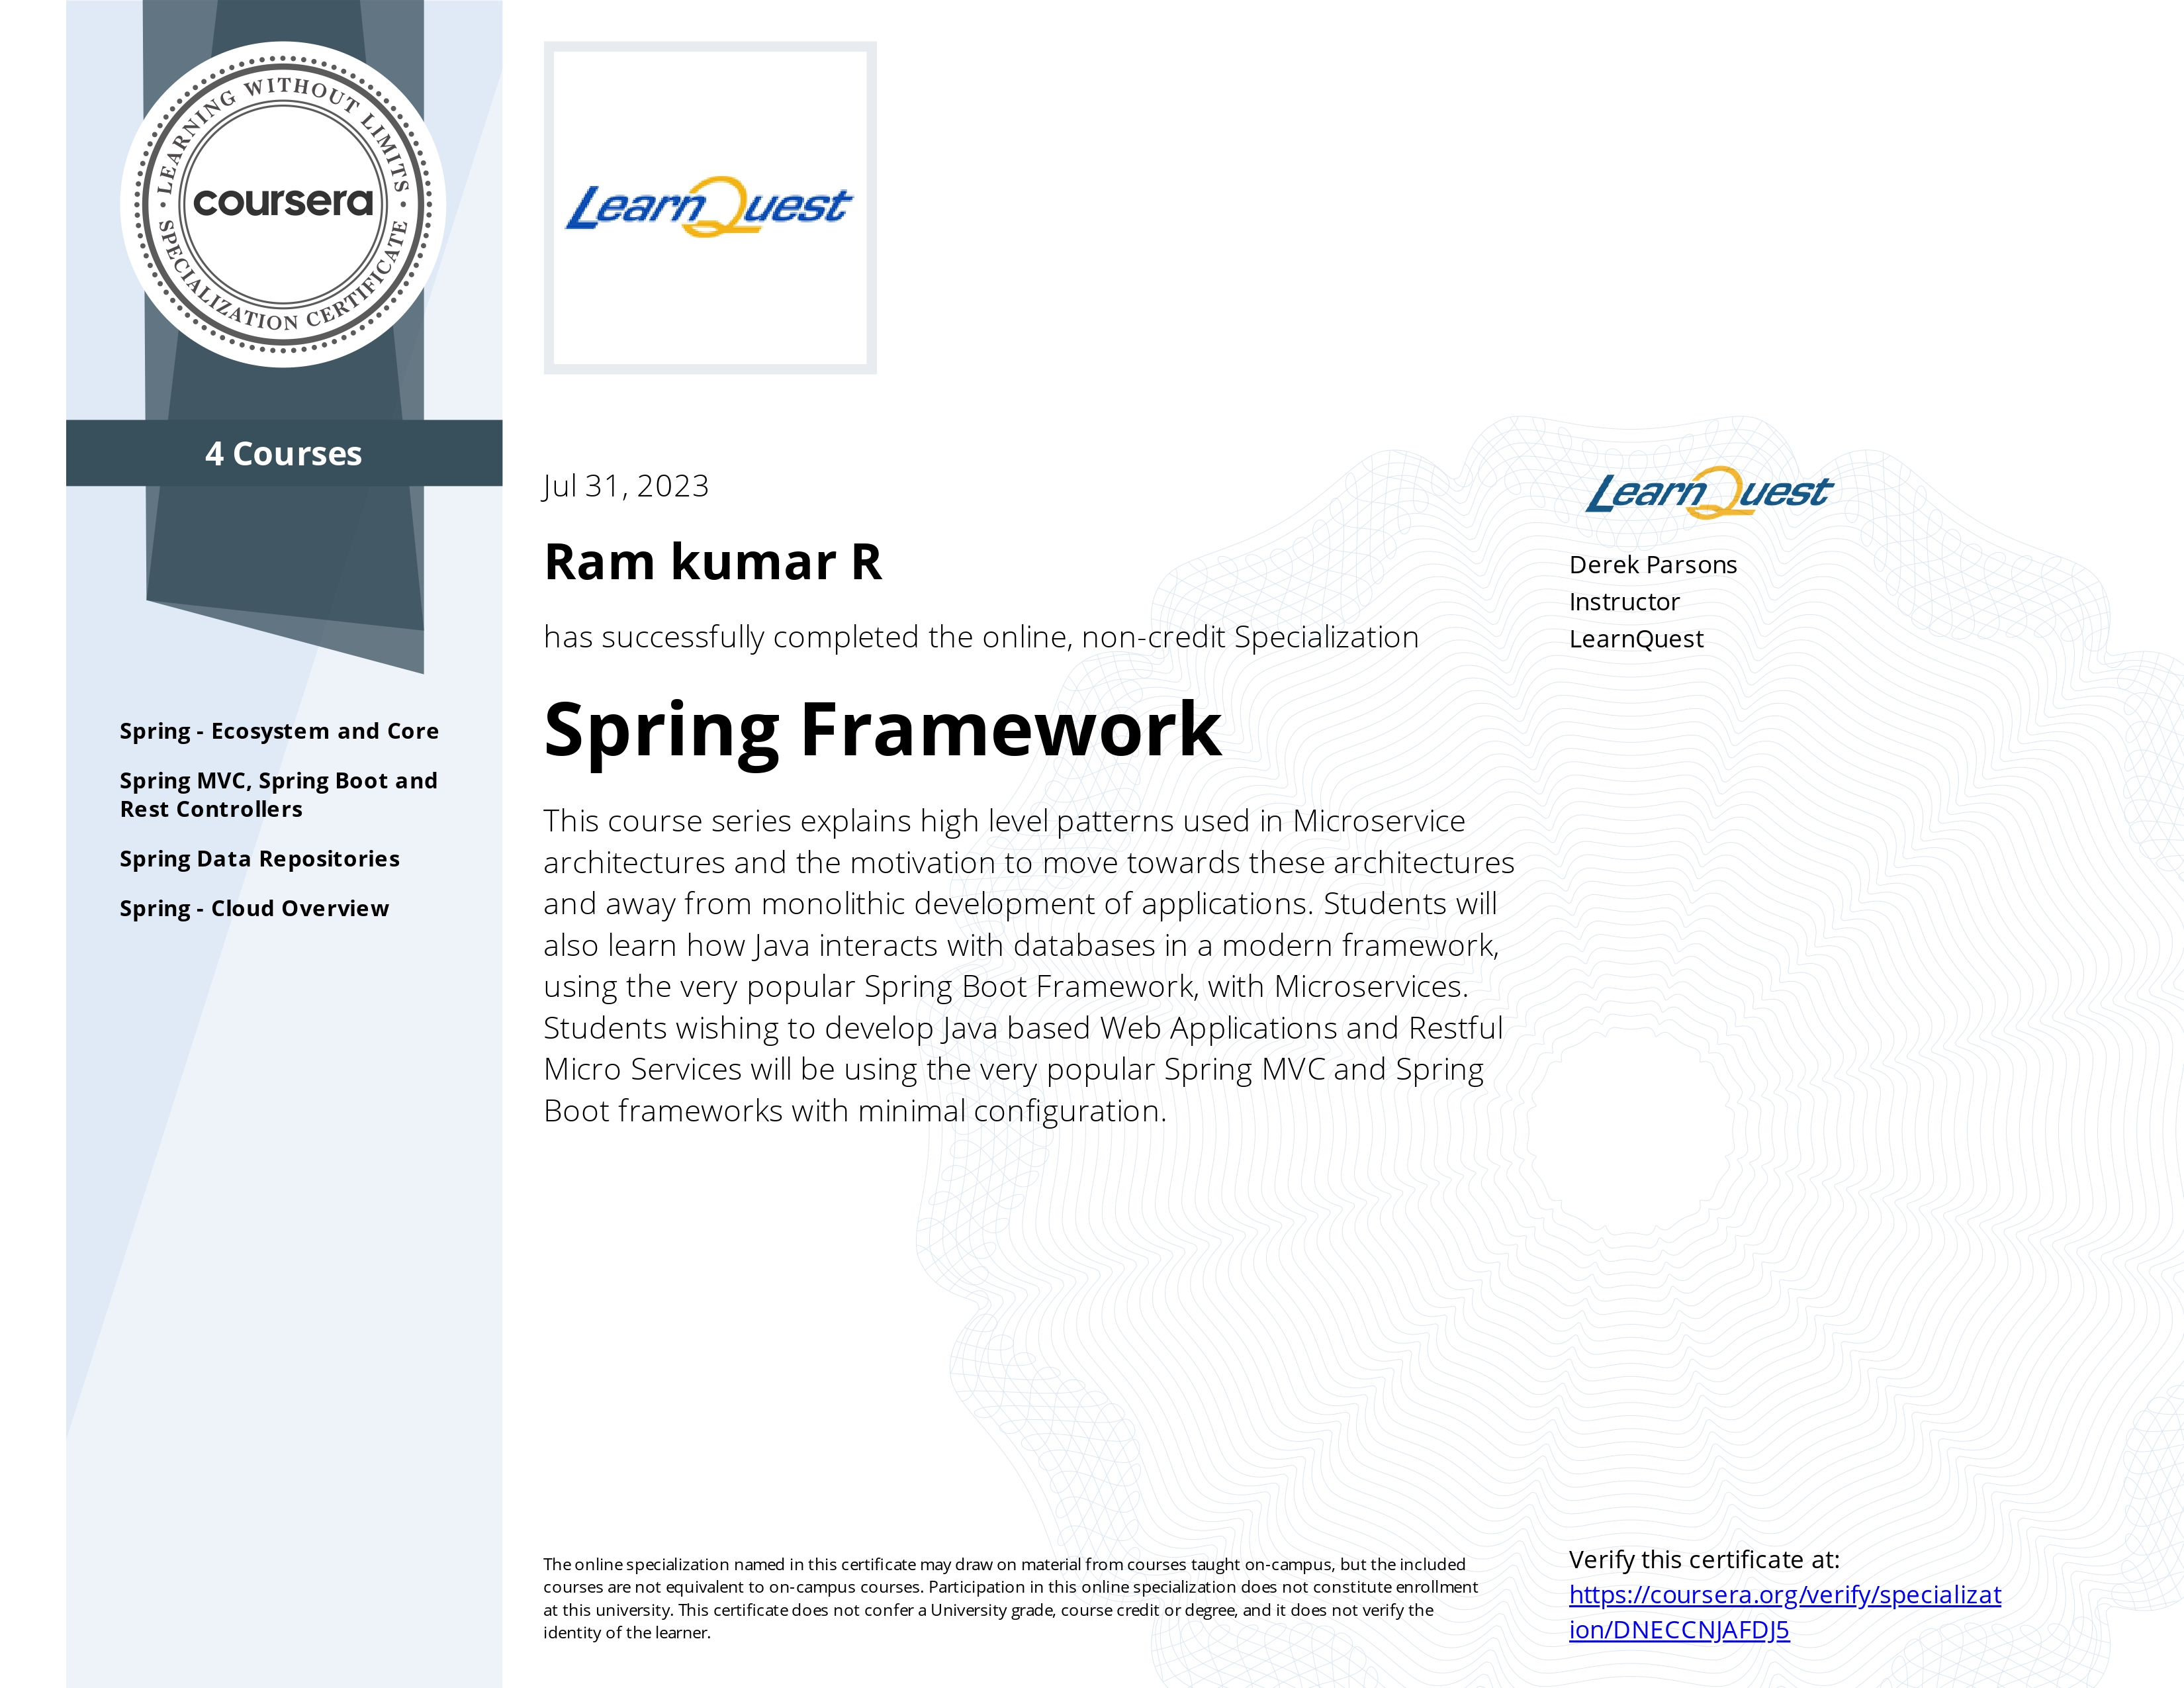 LEARNING WITHOUT LIMITS
coursera
SPECIALIZATION CERTIFICATE
4 Courses
Spring - Ecosystem and Core
Spring MVC, Spring Boot and
Rest Controllers
Spring Data Repositories
Spring - Cloud Overview
LearnQuest
Jul 31, 2023
Ram kumar R
has successfully completed the online, non-credit Specialization
Spring Framework
This course series explains high level patterns used in Microservice
architectures and the motivation to move towards these architectures
and away from monolithic development of applications. Students will
also learn how Java interacts with databases in a modern framework,
using the very popular Spring Boot Framework, with Microservices.
Students wishing to develop Java based Web Applications and Restful
Micro Services will be using the very popular Spring MVC and Spring
Boot frameworks with minimal configuration.
LearnQuest
Derek Parsons
Instructor
LearnQuest
The online specialization named in this certificate may draw on material from courses taught on-campus, but the included
courses are not equivalent to on-campus courses. Participation in this online specialization does not constitute enrollment
at this university. This certificate does not confer a University grade, course credit or degree, and it does not verify the
identity of the learner.
Verify this certificate at:
https://coursera.org/verify/specializat
ion/DNECCNJAFDJ5